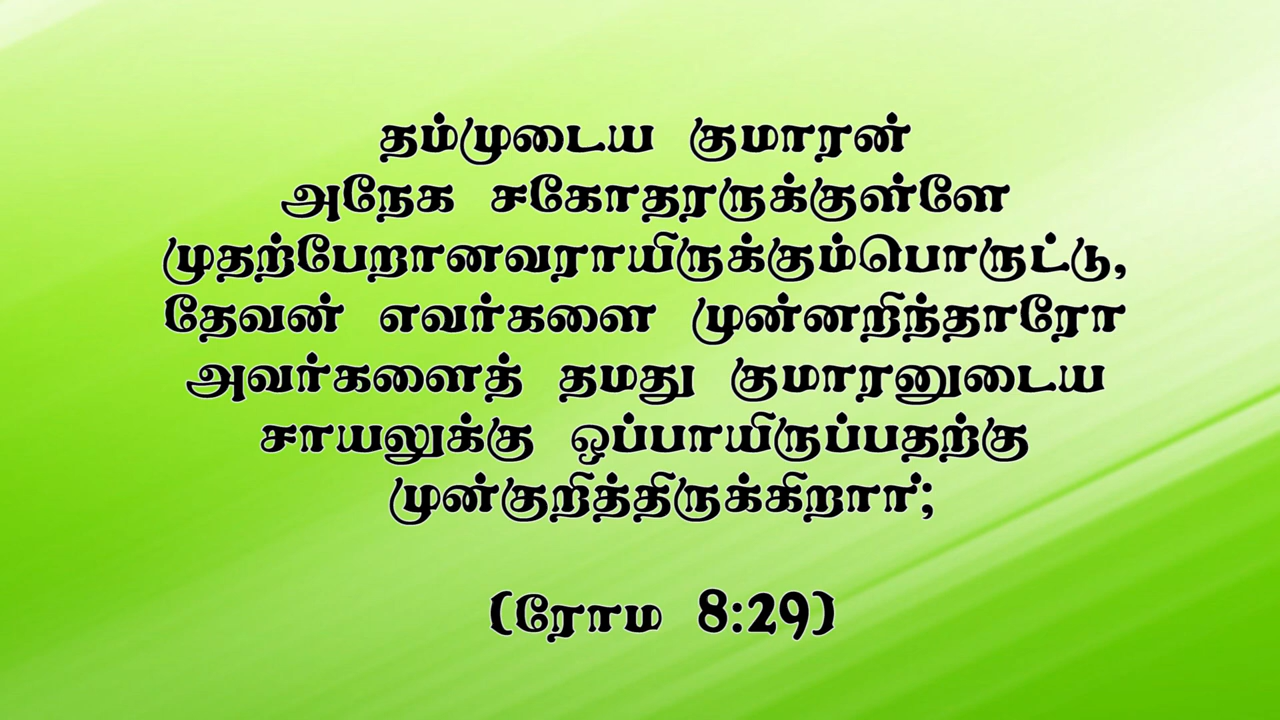 தம்முடைய குமாரன்
அநேக சகோதரருக்குள்ளே
முதற்பேறானவராயிருக்கும்பொருட்டு,
தேவன் எவர்களை முன்னறிந்தாரோ
அவர்களைத் தமது குமாரனுடைய
சாயலுக்கு ஒப்பாயிருப்பதற்கு
முன்குறித்திருக்கிறார்;
(ரோம 8:29)